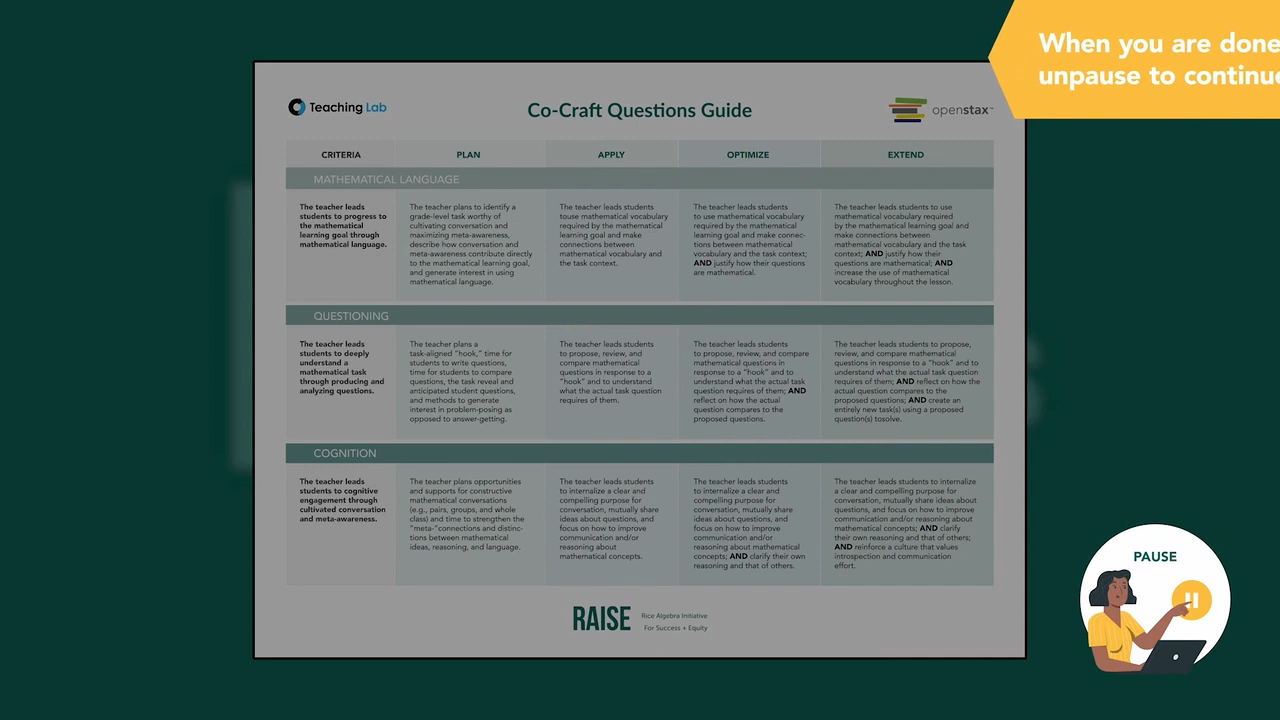 When you are done
unpause to continue
Teaching Lab
Co-Craft Questions Guide
openstax™
CRITERIA
PLAN
APPLY
OPTIMIZE
EXTEND
MATHEMATICAL LANGUAGE
The teacher leads
students to progress to
the mathematical
learning goal through
mathematical language.
The teacher plans to identify a
grade-level task worthy of
cultivating conversation and
maximizing meta-awareness,
describe how conversation and
meta-awareness contribute directly
to the mathematical learning goal,
and generate interest in using
mathematical language.
The teacher leads students
touse mathematical vocabulary
required by the mathematical
learning goal and make
connections between
mathematical vocabulary and
the task context.
The teacher leads students
to use mathematical vocabulary
required by the mathematical
learning goal and make connec-
tions between mathematical
vocabulary and the task context;
AND justify how their questions
are mathematical.
The teacher leads students to use
mathematical vocabulary required
by the mathematical learning goal and
make connections between
mathematical vocabulary and the task
context; AND justify how their
questions are mathematical; AND
increase the use of mathematical
vocabulary throughout the lesson.
QUESTIONING
The teacher leads
students to deeply
understand a
mathematical task
through producing and
analyzing questions.
The teacher plans a
task-aligned “hook,” time for
students to write questions,
time for students to compare
questions, the task reveal and
anticipated student questions,
and methods to generate
interest in problem-posing as
opposed to answer-getting.
The teacher leads students
to propose, review, and
compare mathematical
questions in response to a
“hook” and to understand
what the actual task question
requires of them.
The teacher leads students
to propose, review, and compare
mathematical questions in
response to a “hook” and to
understand what the actual task
question requires of them; AND
reflect on how the actual
question compares to the
proposed questions.
The teacher leads students to propose,
review, and compare mathematical
questions in response to a “hook” and to
understand what the actual task question
requires of them; AND reflect on how the
actual question compares to the
proposed questions; AND create an
entirely new task(s) using a proposed
question(s) tosolve.
COGNITION
The teacher leads
students to cognitive
engagement through
cultivated conversation
and meta-awareness.
The teacher plans opportunities
and supports for constructive
mathematical conversations
(e.g., pairs, groups, and whole
class) and time to strengthen the
“meta-”connections and distinc-
tions between mathematical
ideas, reasoning, and language.
The teacher leads students
to internalize a clear and
compelling purpose for
conversation, mutually share
ideas about questions, and
focus on how to improve
communication and/or
reasoning about
mathematical concepts.
The teacher leads students
to internalize a clear and
compelling purpose for
conversation, mutually share
ideas about questions, and
focus on how to improve
communication and/or
reasoning about mathematical
concepts; AND clarify their own
reasoning and that of others.
The teacher leads students to internalize
a clear and compelling purpose for
conversation, mutually share ideas about
questions, and focus on how to improve
communication and/or reasoning about
mathematical concepts; AND clarify
their own reasoning and that of others;
AND reinforce a culture that values
introspection and communication
effort.
RAISE
Rice Algebra Initiative
For Success + Equity
PAUSE